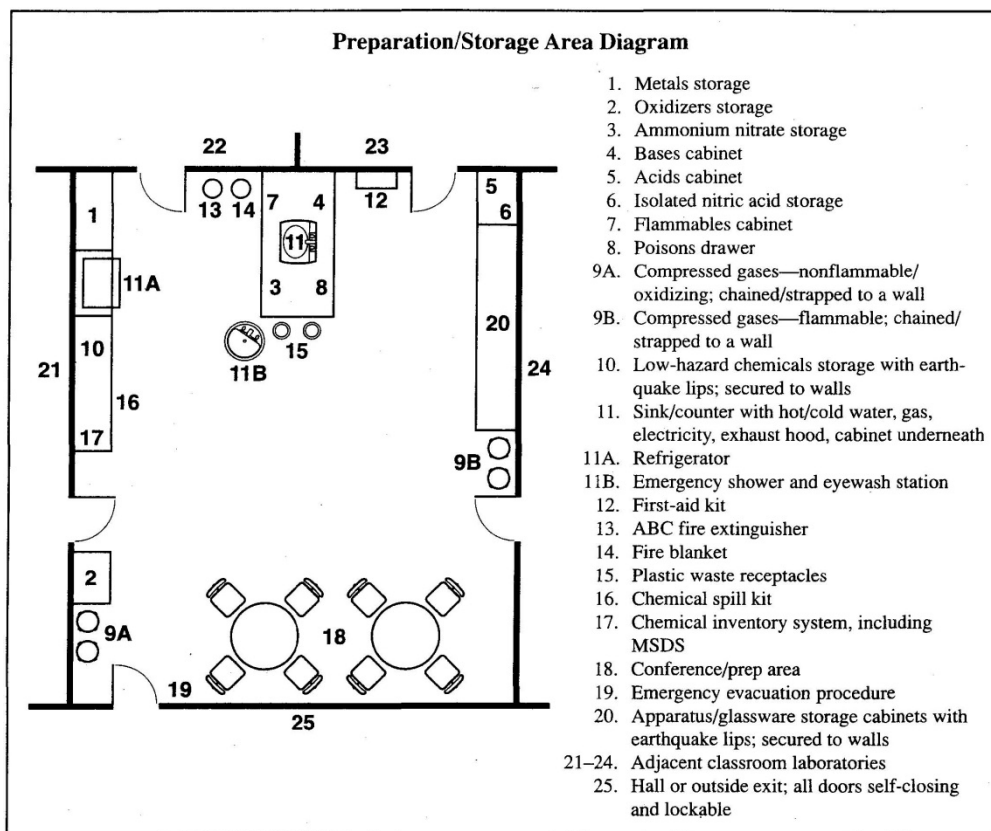 Preparation/Storage Area Diagram
1. Metals storage
2. Oxidizers storage
3. Ammonium nitrate storage
4. Bases cabinet
5. Acids cabinet
6. Isolated nitric acid storage
7. Flammables cabinet
8. Poisons drawer
9A. Compressed gases—nonflammable/
oxidizing; chained/strapped to a wall
9B. Compressed gases—flammable; chained/
strapped to a wall
10. Low-hazard chemicals storage with earth-
quake lips; secured to walls
11. Sink/counter with hot/cold water, gas,
electricity, exhaust hood, cabinet underneath
11A. Refrigerator
11B. Emergency shower and eyewash station
12. First-aid kit
13. ABC fire extinguisher
14. Fire blanket
15. Plastic waste receptacles
16. Chemical spill kit
17. Chemical inventory system, including
MSDS
18. Conference/prep area
19. Emergency evacuation procedure
20. Apparatus/glassware storage cabinets with
earthquake lips; secured to walls
21–24. Adjacent classroom laboratories
25. Hall or outside exit; all doors self-closing
and lockable
22 23
13 14 7 4 12 5
1 6
11
11A
3 8
20
10 15
21 11B 24
16
17
9B
2
9A
18
19
25